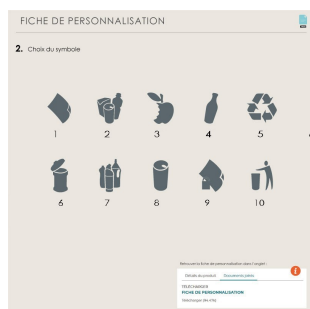 FICHE DE PERSONNALISATION
2. Choix du symbole
1 2 3 4 5
6 7 8 9 10
Retrouver la fiche de personnalisation dans l'onglet :
Détails du produit Documents joints
TÉLÉCHARGER
FICHE DE PERSONNALISATION